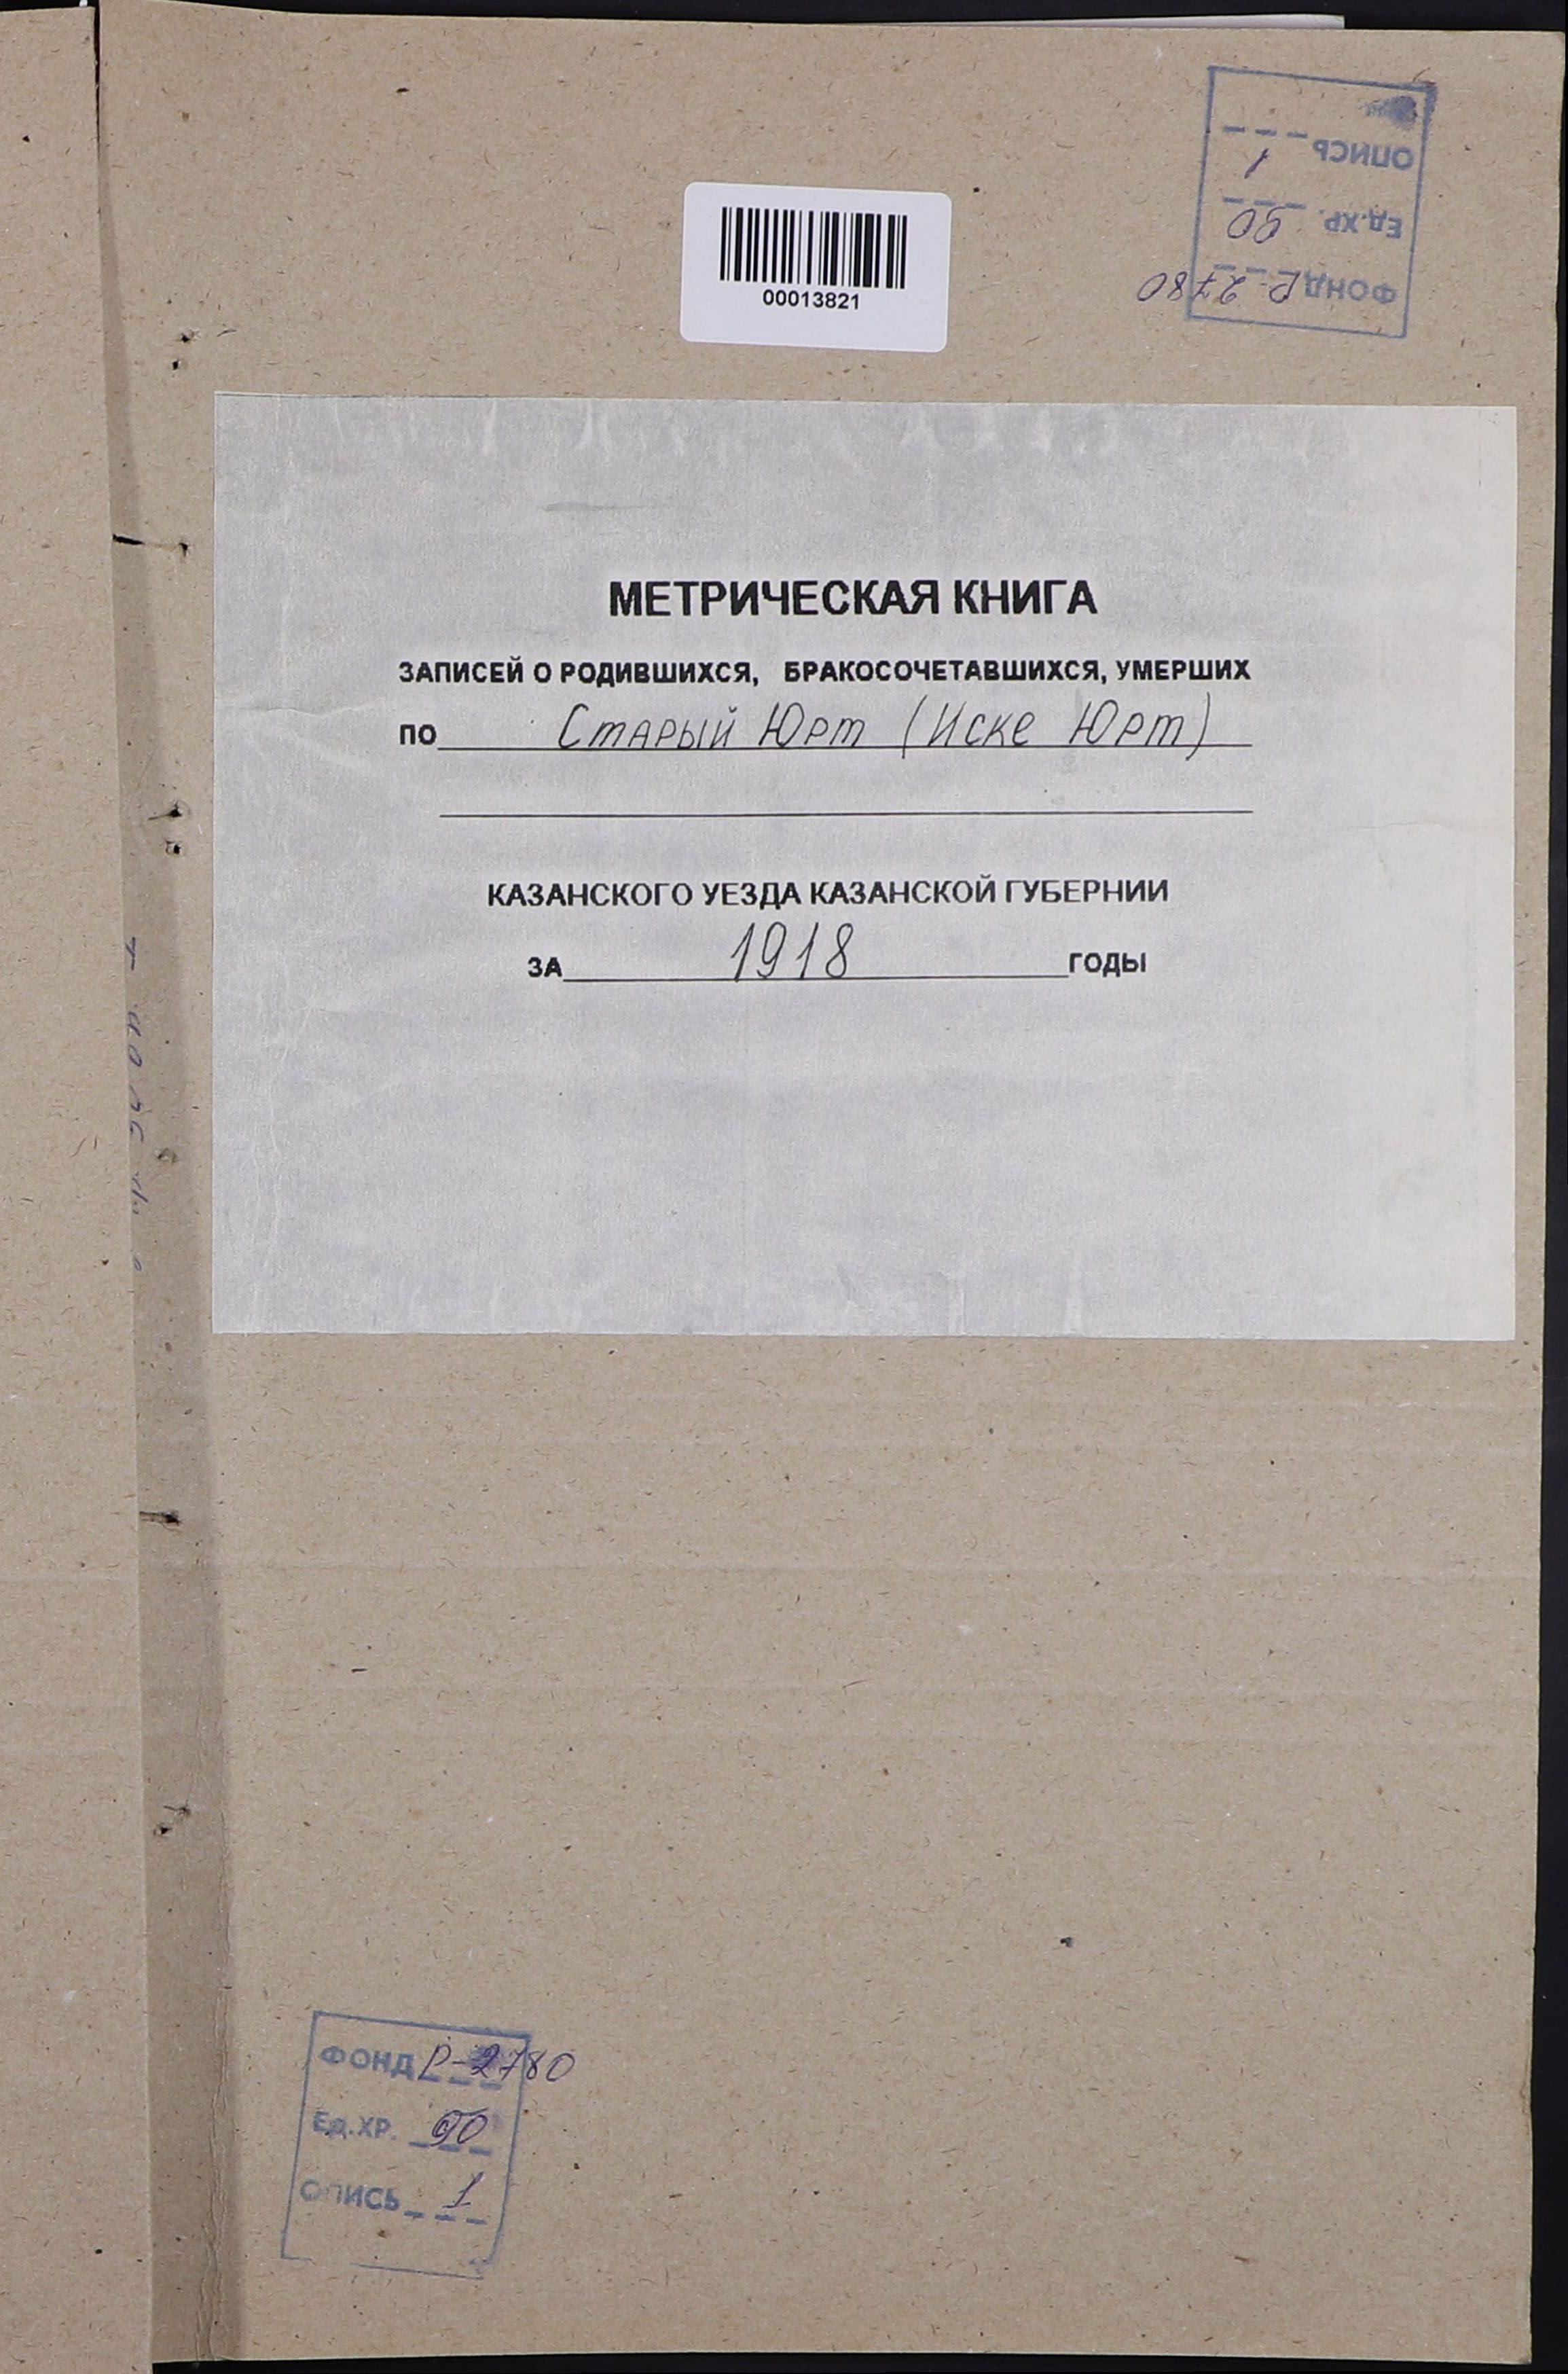 ОПИСЬ 1
ЕД.ХР. 90
ФОНД Р-2780
00013821
МЕТРИЧЕСКАЯ КНИГА
ЗАПИСЕЙ О РОДИВШИХСЯ, БРАКОСОЧЕТАВШИХСЯ, УМЕРШИХ
ПО Старый Юрт (Иске Юрт)
КАЗАНСКОГО УЕЗДА КАЗАНСКОЙ ГУБЕРНИИ
ЗА 1918 ГОДЫ
ФОНД Р-2780
ЕД.ХР. 90
ОПИСЬ 1